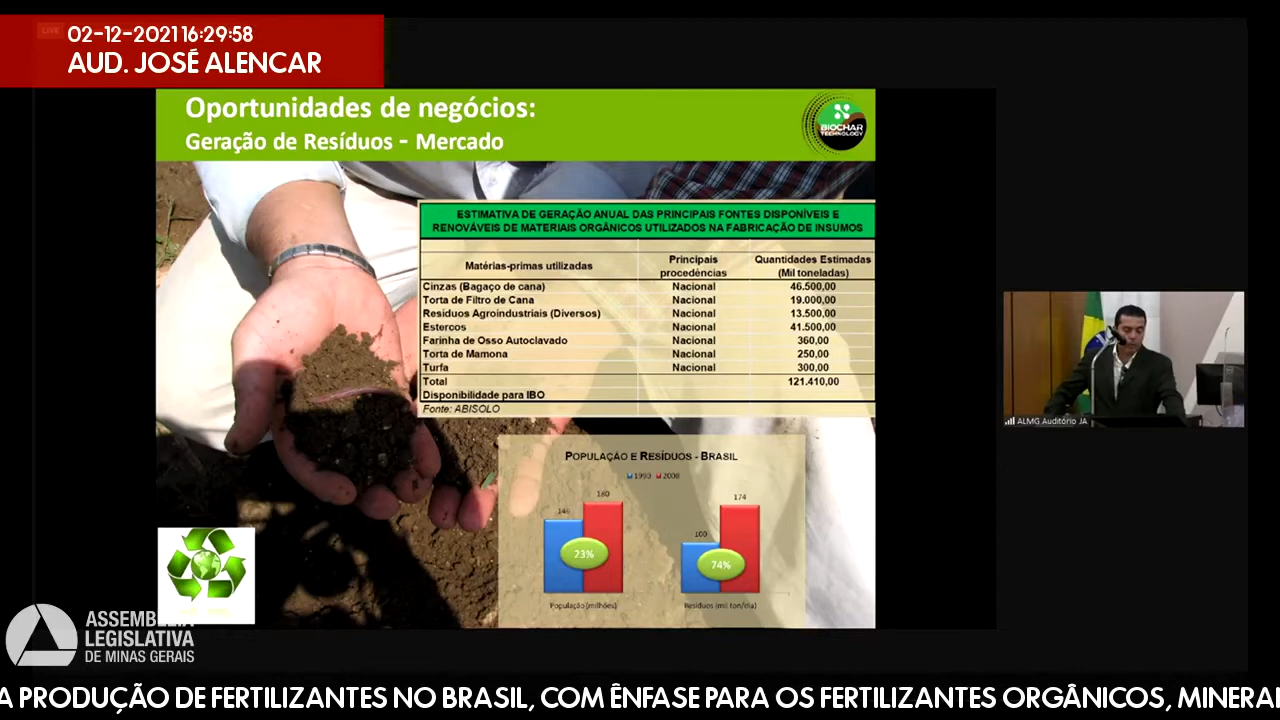 LIVE
02-12-2021 16:29:58
AUD. JOSÉ ALENCAR
Oportunidades de negócios:
Geração de Resíduos - Mercado
BIOCHAR
TECHNOLOGY
ESTIMATIVA DE GERAÇÃO ANUAL DAS PRINCIPAIS FONTES DISPONÍVEIS E
RENOVÁVEIS DE MATERIAIS ORGÂNICOS UTILIZADOS NA FABRICAÇÃO DE INSUMOS
Matérias-primas utilizadas Principais procedências Quantidades Estimadas (Mil toneladas)
Cinzas (Bagaço de cana) Nacional 46.500,00
Torta de Filtro de Cana Nacional 19.000,00
Resíduos Agroindustriais (Diversos) Nacional 13.500,00
Estercos Nacional 41.500,00
Farinha de Osso Autoclavado Nacional 360,00
Torta de Mamona Nacional 250,00
Turfa Nacional 300,00
Total 121.410,00
Disponibilidade para IBO
Fonte: ABISOLO
POPULAÇÃO E RESÍDUOS - BRASIL
2008
146 180 100 174
23% 74%
População (milhões) Resíduos (mil ton/dia)
ALMG Auditório JA
ASSEMBLEIA
LEGISLATIVA
DE MINAS GERAIS
A PRODUÇÃO DE FERTILIZANTES NO BRASIL, COM ÊNFASE PARA OS FERTILIZANTES ORGÂNICOS, MINERA